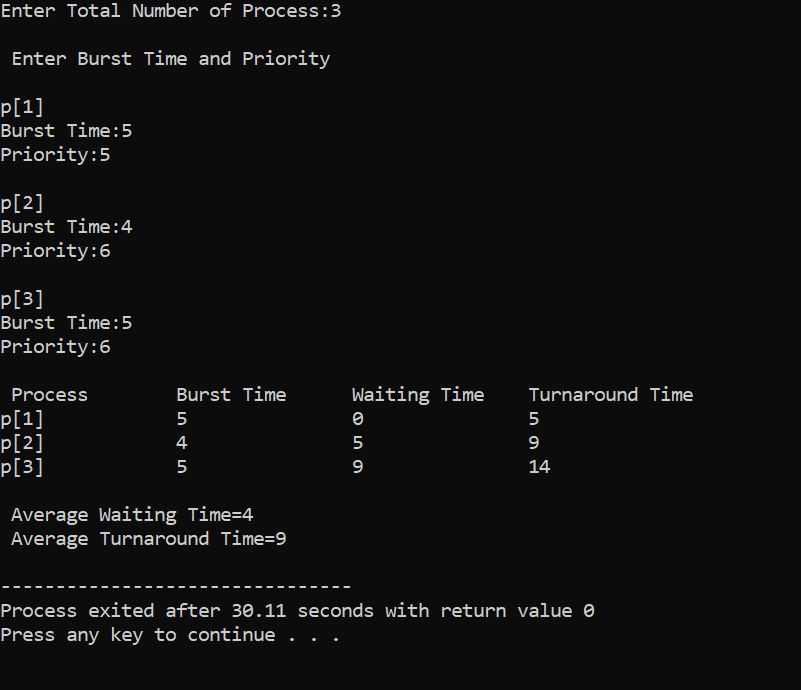 Enter Total Number of Process:3
Enter Burst Time and Priority
p[1]
Burst Time:5
Priority:5
p[2]
Burst Time:4
Priority:6
p[3]
Burst Time:5
Priority:6
Process Burst Time Waiting Time Turnaround Time
p[1] 5 0 5
p[2] 4 5 9
p[3] 5 9 14
Average Waiting Time=4
Average Turnaround Time=9
--------------------------------
Process exited after 30.11 seconds with return value 0
Press any key to continue . . .